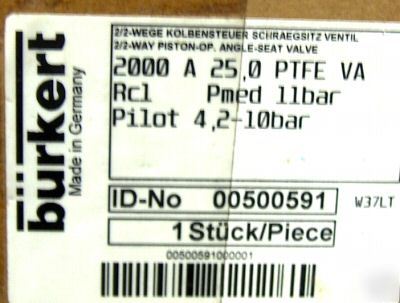 bürkert
Made in Germany
2/2-WEGE KOLBENSTEUER SCHRAEGSITZ VENTIL
2/2-WAY PISTON-OP. ANGLE-SEAT VALVE
2000 A 25,0 PTFE VA
Rcl Pmed 11bar
Pilot 4,2-10bar
ID-No 00500591 W37LT
1 Stück/Piece
00500591000001